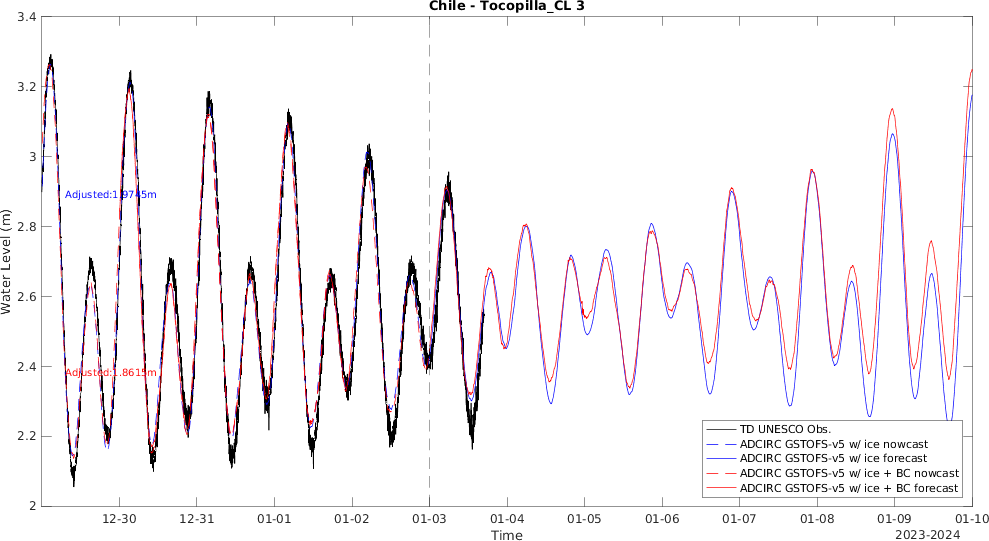 Chile - Tocopilla_CL 3
3.4
3.2
3
2.8
2.6
2.4
2.2
2
Water Level (m)
Adjusted:1.9745m
Adjusted:1.8615m
TD UNESCO Obs.
ADCIRC GSTOFS-v5 w/ ice nowcast
ADCIRC GSTOFS-v5 w/ ice forecast
ADCIRC GSTOFS-v5 w/ ice + BC nowcast
ADCIRC GSTOFS-v5 w/ ice + BC forecast
12-30 12-31 01-01 01-02 01-03 01-04 01-05 01-06 01-07 01-08 01-09 01-10
Time
2023-2024